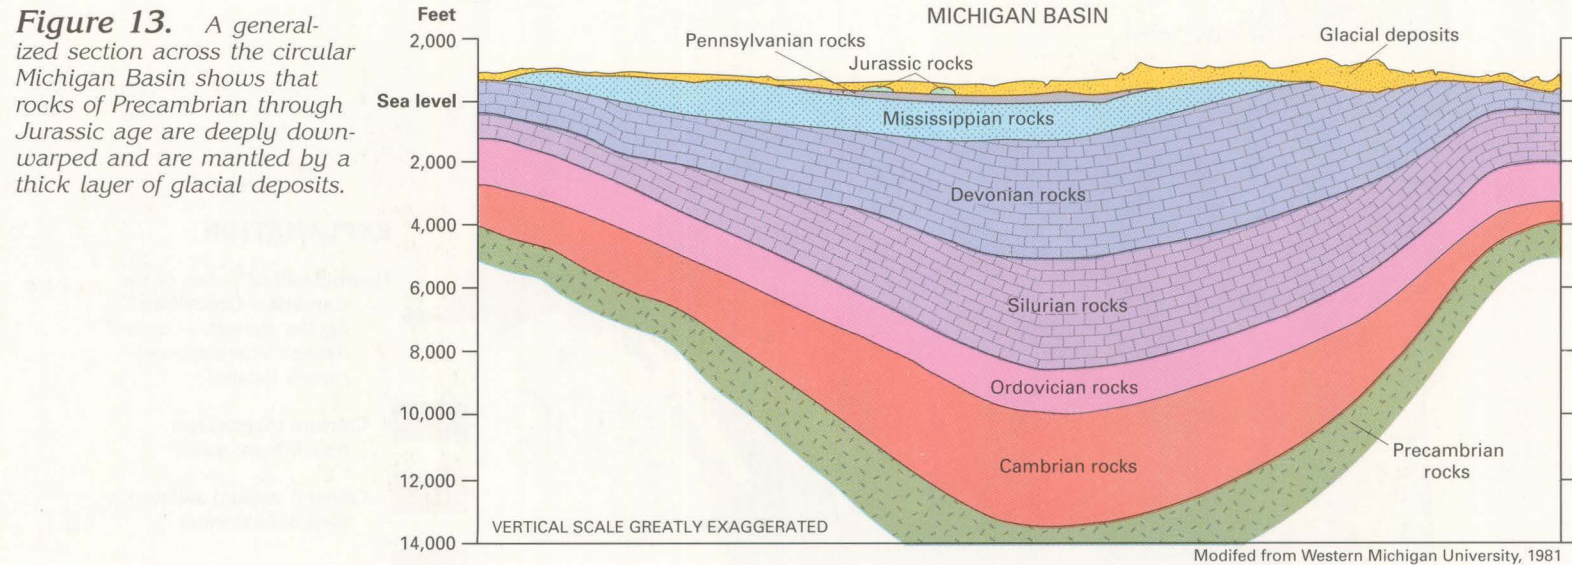 Figure 13. A general-
ized section across the circular
Michigan Basin shows that
rocks of Precambrian through
Jurassic age are deeply down-
warped and are mantled by a
thick layer of glacial deposits.
MICHIGAN BASIN
Feet
2,000
Sea level
2,000
4,000
6,000
8,000
10,000
12,000
14,000
Pennsylvanian rocks
Jurassic rocks
Glacial deposits
Mississippian rocks
Devonian rocks
Silurian rocks
Ordovician rocks
Cambrian rocks
Precambrian
rocks
VERTICAL SCALE GREATLY EXAGGERATED
Modifed from Western Michigan University, 1981